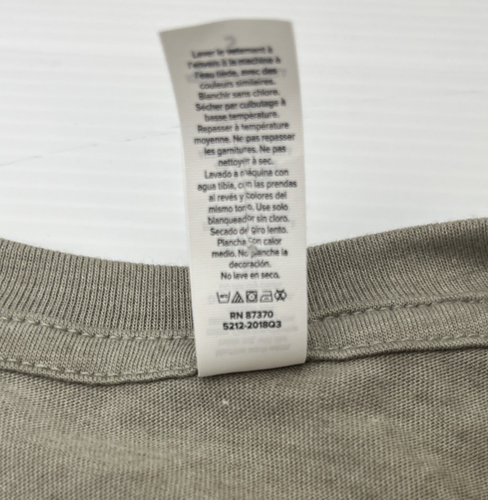 Laver le vêtement à
l'envers à la machine à
l'eau tiède, avec des
couleurs similaires.
Blanchir sans chlore.
Sécher par culbutage à
basse température.
Repasser à température
moyenne. Ne pas repasser
les garnitures. Ne pas
nettoyer à sec.
Lavado a máquina con
agua tibia, con las prendas
al revés y colores del
mismo tono. Use solo
blanqueador sin cloro.
Secado de giro lento.
Plancha con calor
medio. No planche la
decoración.
No lave en seco.
RN 87370
5212-2018Q3